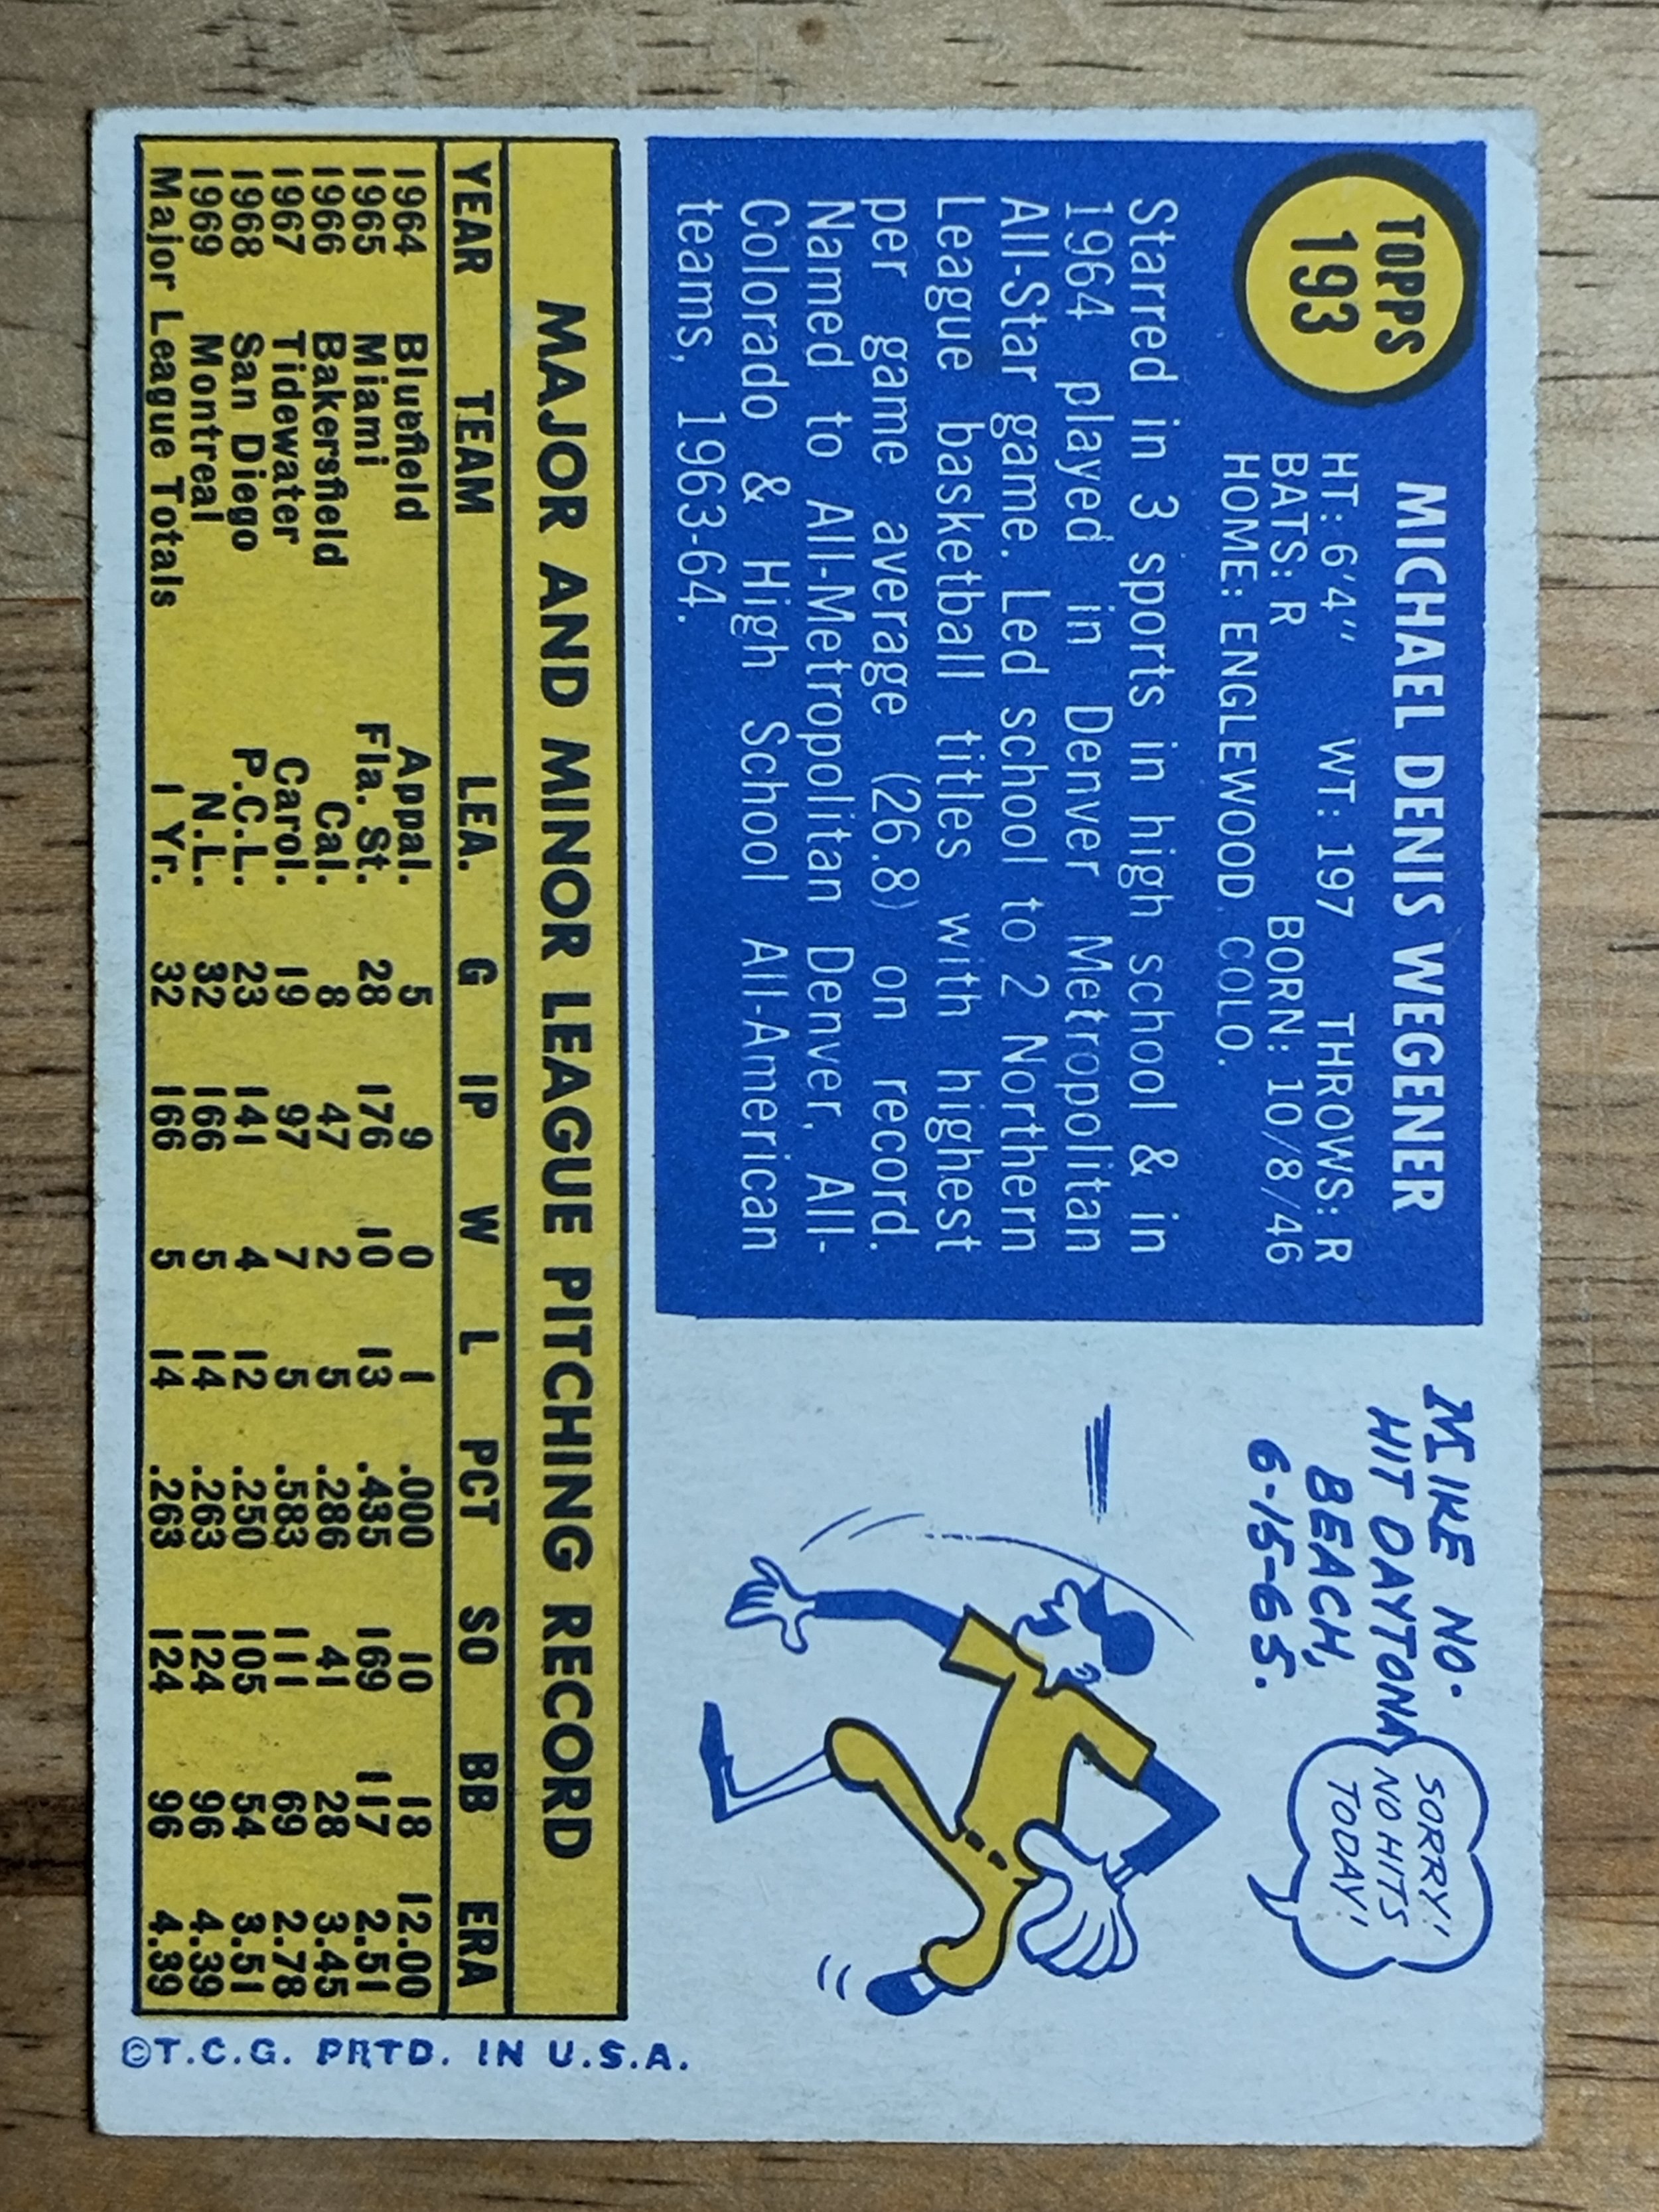 TOPPS
193
MICHAEL DENIS WEGENER
HT: 6'4" WT: 197 THROWS: R
BATS: R BORN: 10/8/46
HOME: ENGLEWOOD COLO.
Starred in 3 sports in high school & in
1964 played in Denver Metropolitan
All-Star game. Led school to 2 Northern
League basketball titles with highest
per game average (26.8) on record.
Named to All-Metropolitan Denver, All-
Colorado & High School All-American
teams, 1963-64.
MIKE NO-
HIT DAYTONA
BEACH,
6-15-65.
SORRY!
NO HITS
TODAY!
MAJOR AND MINOR LEAGUE PITCHING RECORD
YEAR TEAM LEA. G IP W L PCT SO BB ERA
1964 Bluefield Appal. 5 9 0 1 .000 10 18 12.00
1965 Miami Fla. St. 28 176 10 13 .435 169 117 2.51
1966 Bakersfield Cal. 8 47 2 5 .286 41 28 3.45
1967 Tidewater Carol. 19 97 7 5 .583 111 69 2.78
1968 San Diego P.C.L. 23 141 4 12 .250 105 54 3.51
1969 Montreal N.L. 32 166 5 14 .263 124 96 4.39
Major League Totals 1 Yr. 32 166 5 14 .263 124 96 4.39
©T.C.G. PRTD. IN U.S.A.